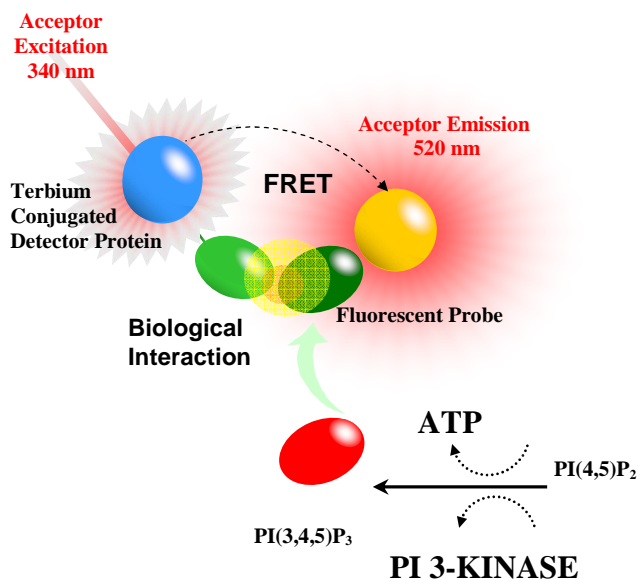 Acceptor
Excitation
340 nm
Acceptor Emission
520 nm
FRET
Terbium
Conjugated
Detector Protein
Fluorescent Probe
Biological
Interaction
ATP
PI(4,5)P₂
PI(3,4,5)P₃
PI 3-KINASE